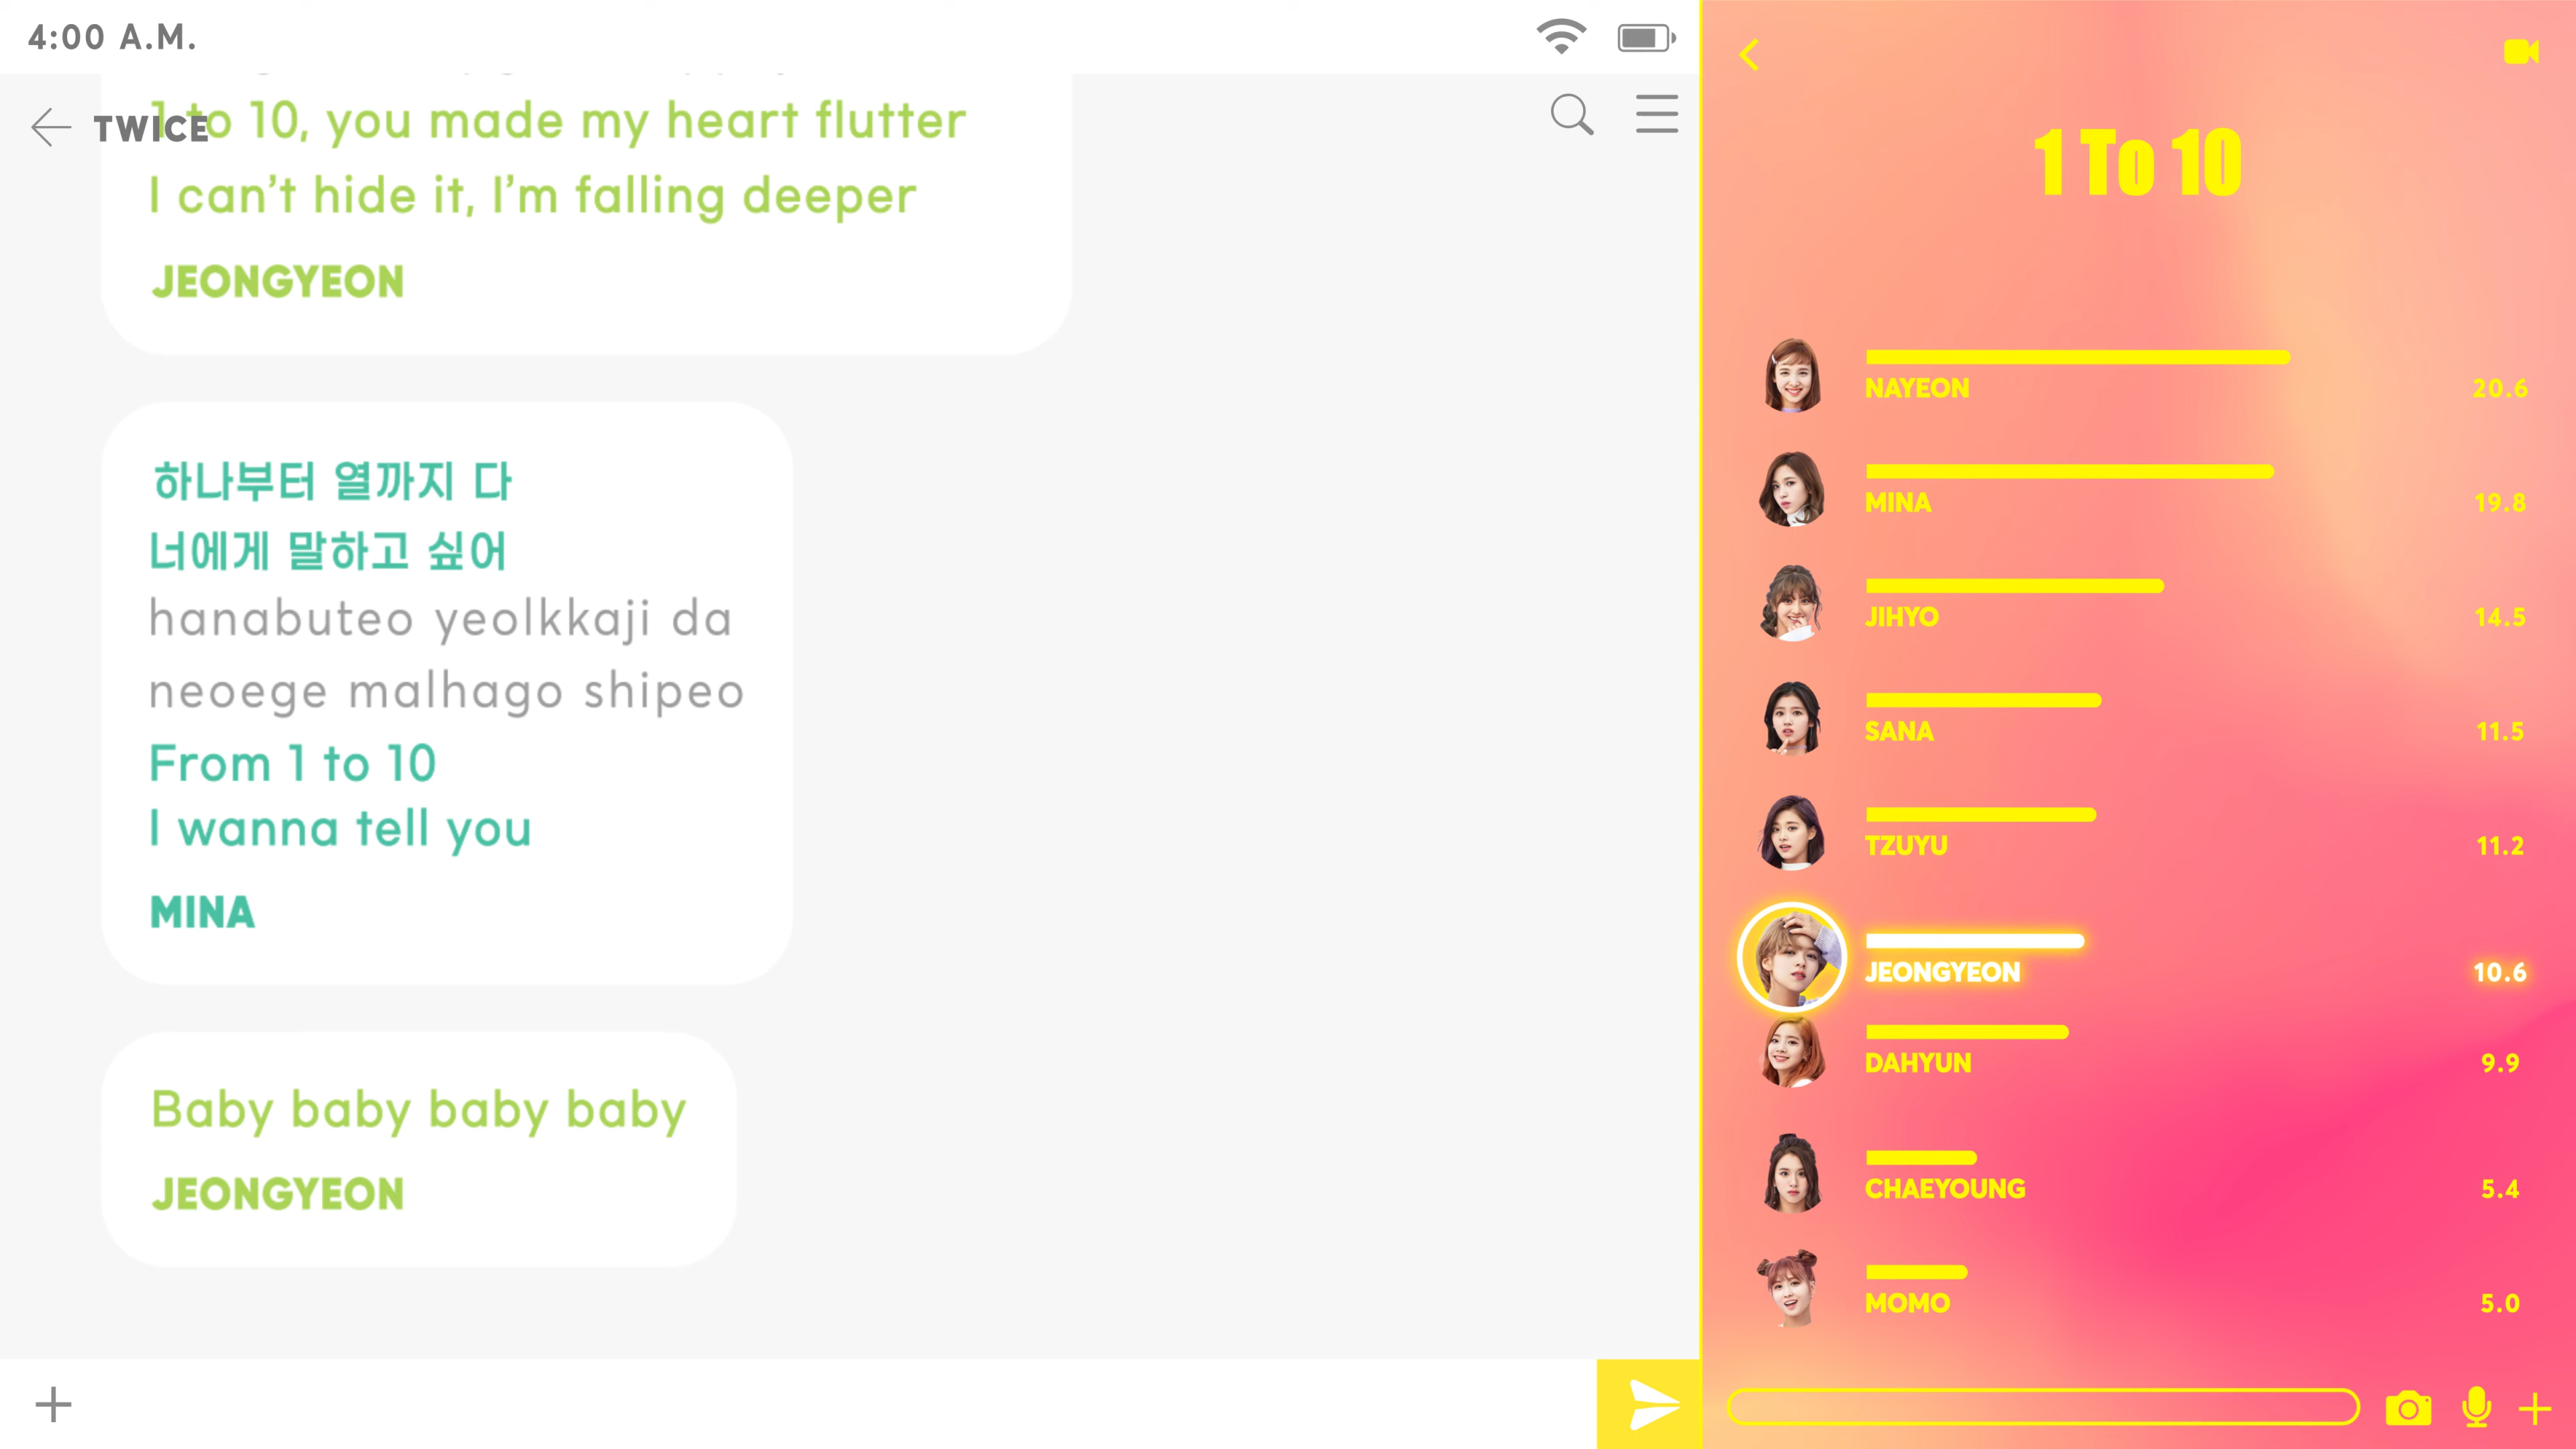 4:00 A.M.
TWICE
1 to 10, you made my heart flutter
I can't hide it, I'm falling deeper
JEONGYEON
하나부터 열까지 다
너에게 말하고 싶어
hanabuteo yeolkkaji da
neoege malhago shipeo
From 1 to 10
I wanna tell you
MINA
Baby baby baby baby
JEONGYEON
1 To 10
NAYEON 20.6
MINA 19.8
JIHYO 14.5
SANA 11.5
TZUYU 11.2
JEONGYEON 10.6
DAHYUN 9.9
CHAEYOUNG 5.4
MOMO 5.0